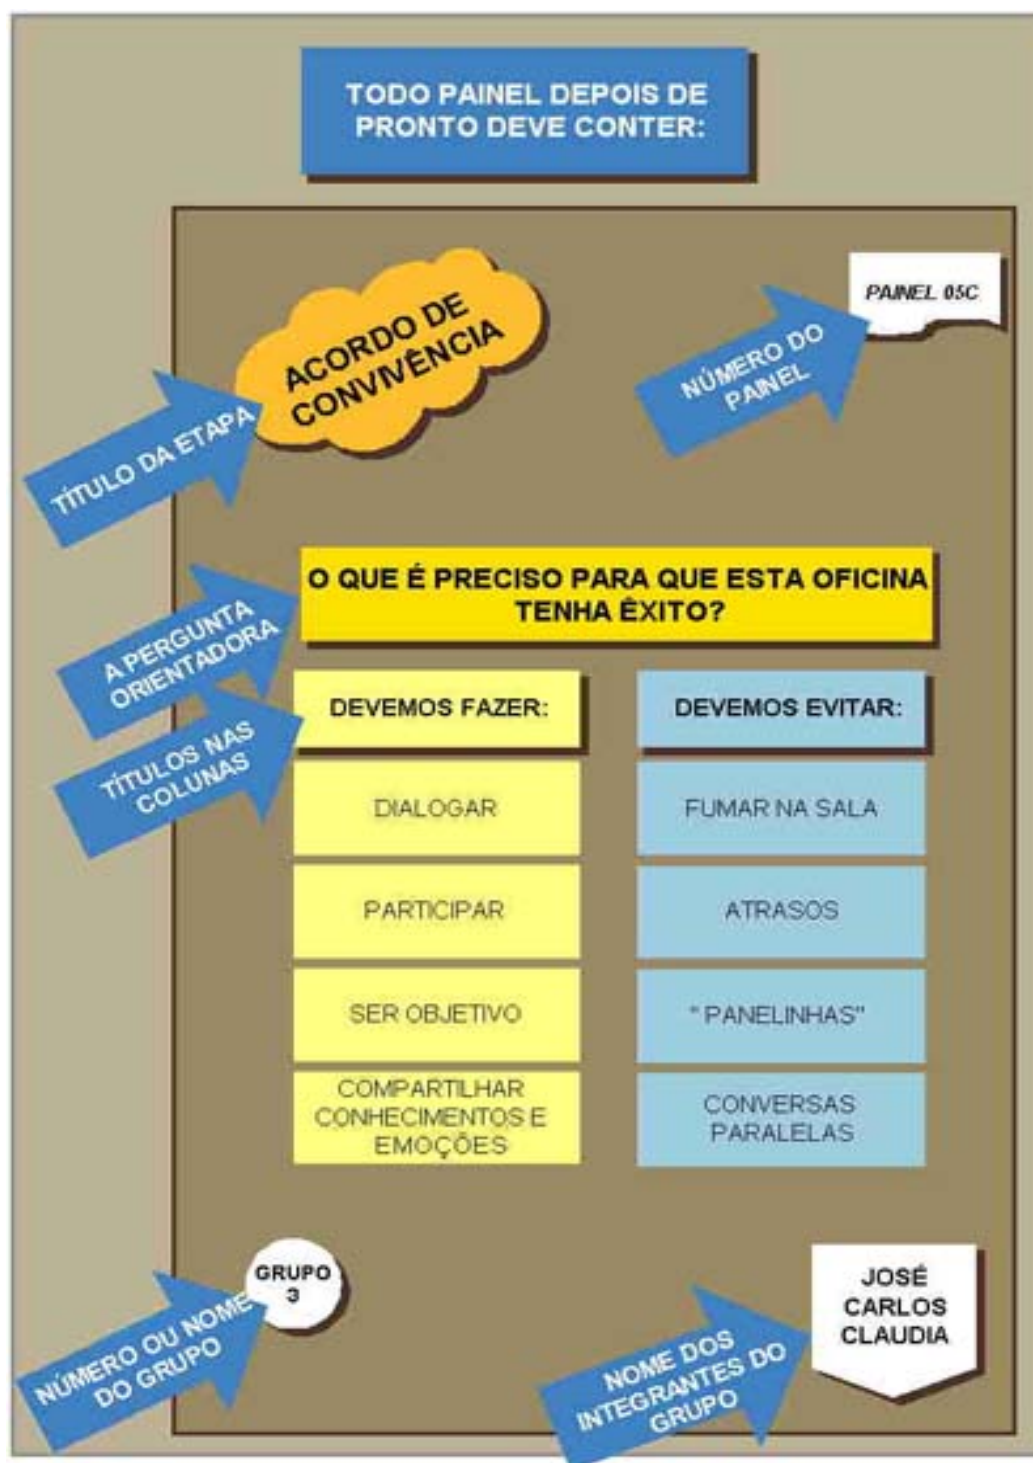 TODO PAINEL DEPOIS DE
PRONTO DEVE CONTER:
ACORDO DE
CONVIVÊNCIA
PAINEL 05C
NÚMERO DO
PAINEL
TÍTULO DA ETAPA
O QUE É PRECISO PARA QUE ESTA OFICINA
TENHA ÊXITO?
A PERGUNTA
ORIENTADORA
TÍTULOS NAS
COLUNAS
DEVEMOS FAZER:
DIALOGAR
PARTICIPAR
SER OBJETIVO
COMPARTILHAR
CONHECIMENTOS E
EMOÇÕES
DEVEMOS EVITAR:
FUMAR NA SALA
ATRASOS
" PANELINHAS"
CONVERSAS
PARALELAS
GRUPO
3
NÚMERO OU NOME
DO GRUPO
JOSÉ
CARLOS
CLAUDIA
NOME DOS
INTEGRANTES DO
GRUPO